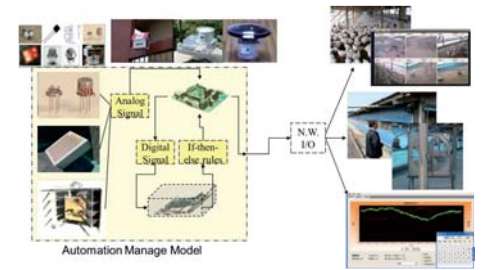 Analog
Signal
Digital
Signal
If-then-
else rules
N.W.
I/O
Automation Manage Model